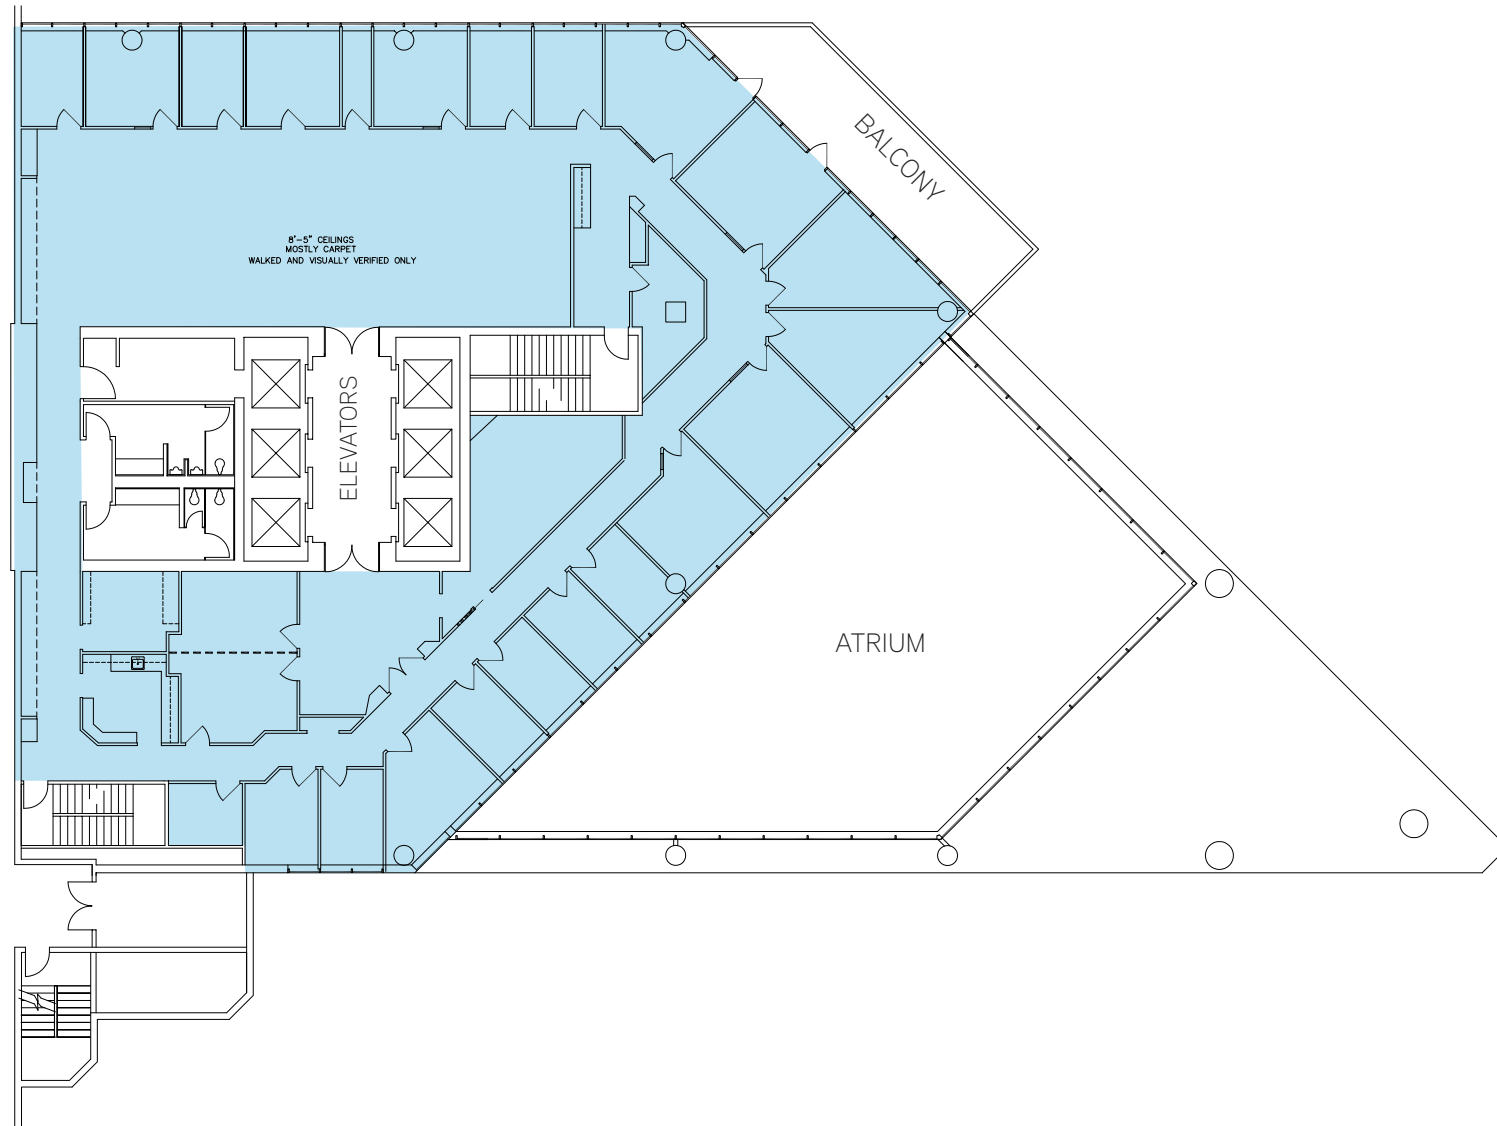 BALCONY
8'-5" CEILINGS
MOSTLY CARPET
WALKED AND VISUALLY VERIFIED ONLY
ELEVATORS
ATRIUM